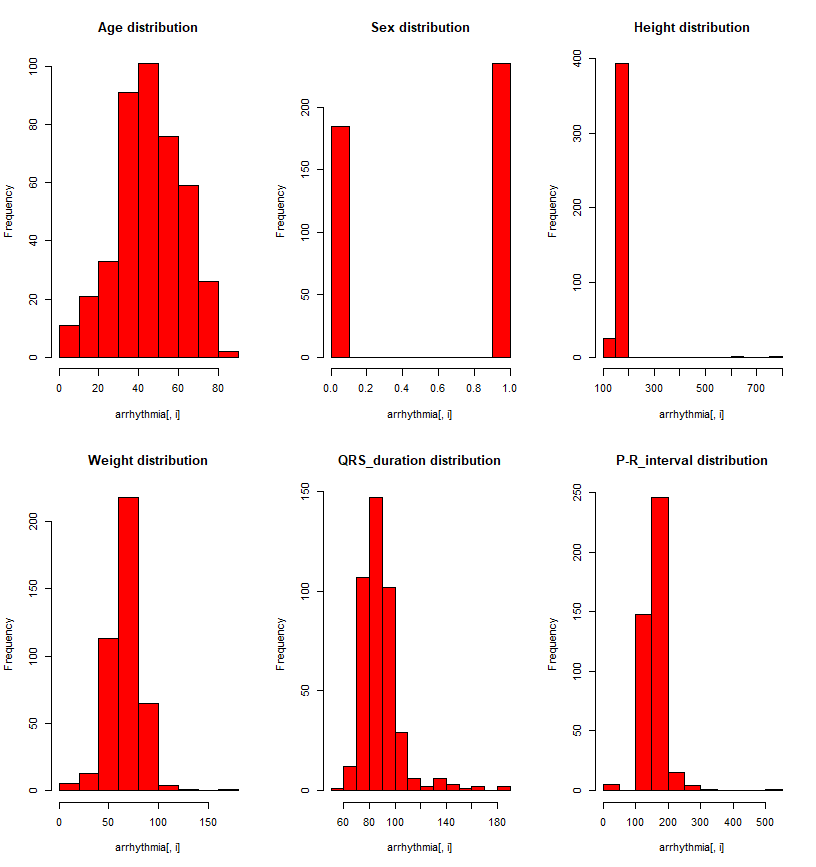 Age distribution
Frequency
0 20 40 60 80 100
0 20 40 60 80
arrhythmia[, i]
Sex distribution
Frequency
0 50 100 150 200
0.0 0.2 0.4 0.6 0.8 1.0
arrhythmia[, i]
Height distribution
Frequency
0 100 200 300 400
100 300 500 700
arrhythmia[, i]
Weight distribution
Frequency
0 50 100 150 200
0 50 100 150
arrhythmia[, i]
QRS_duration distribution
Frequency
0 50 100 150
60 80 100 140 180
arrhythmia[, i]
P-R_interval distribution
Frequency
0 50 100 150 200 250
0 100 200 300 400 500
arrhythmia[, i]